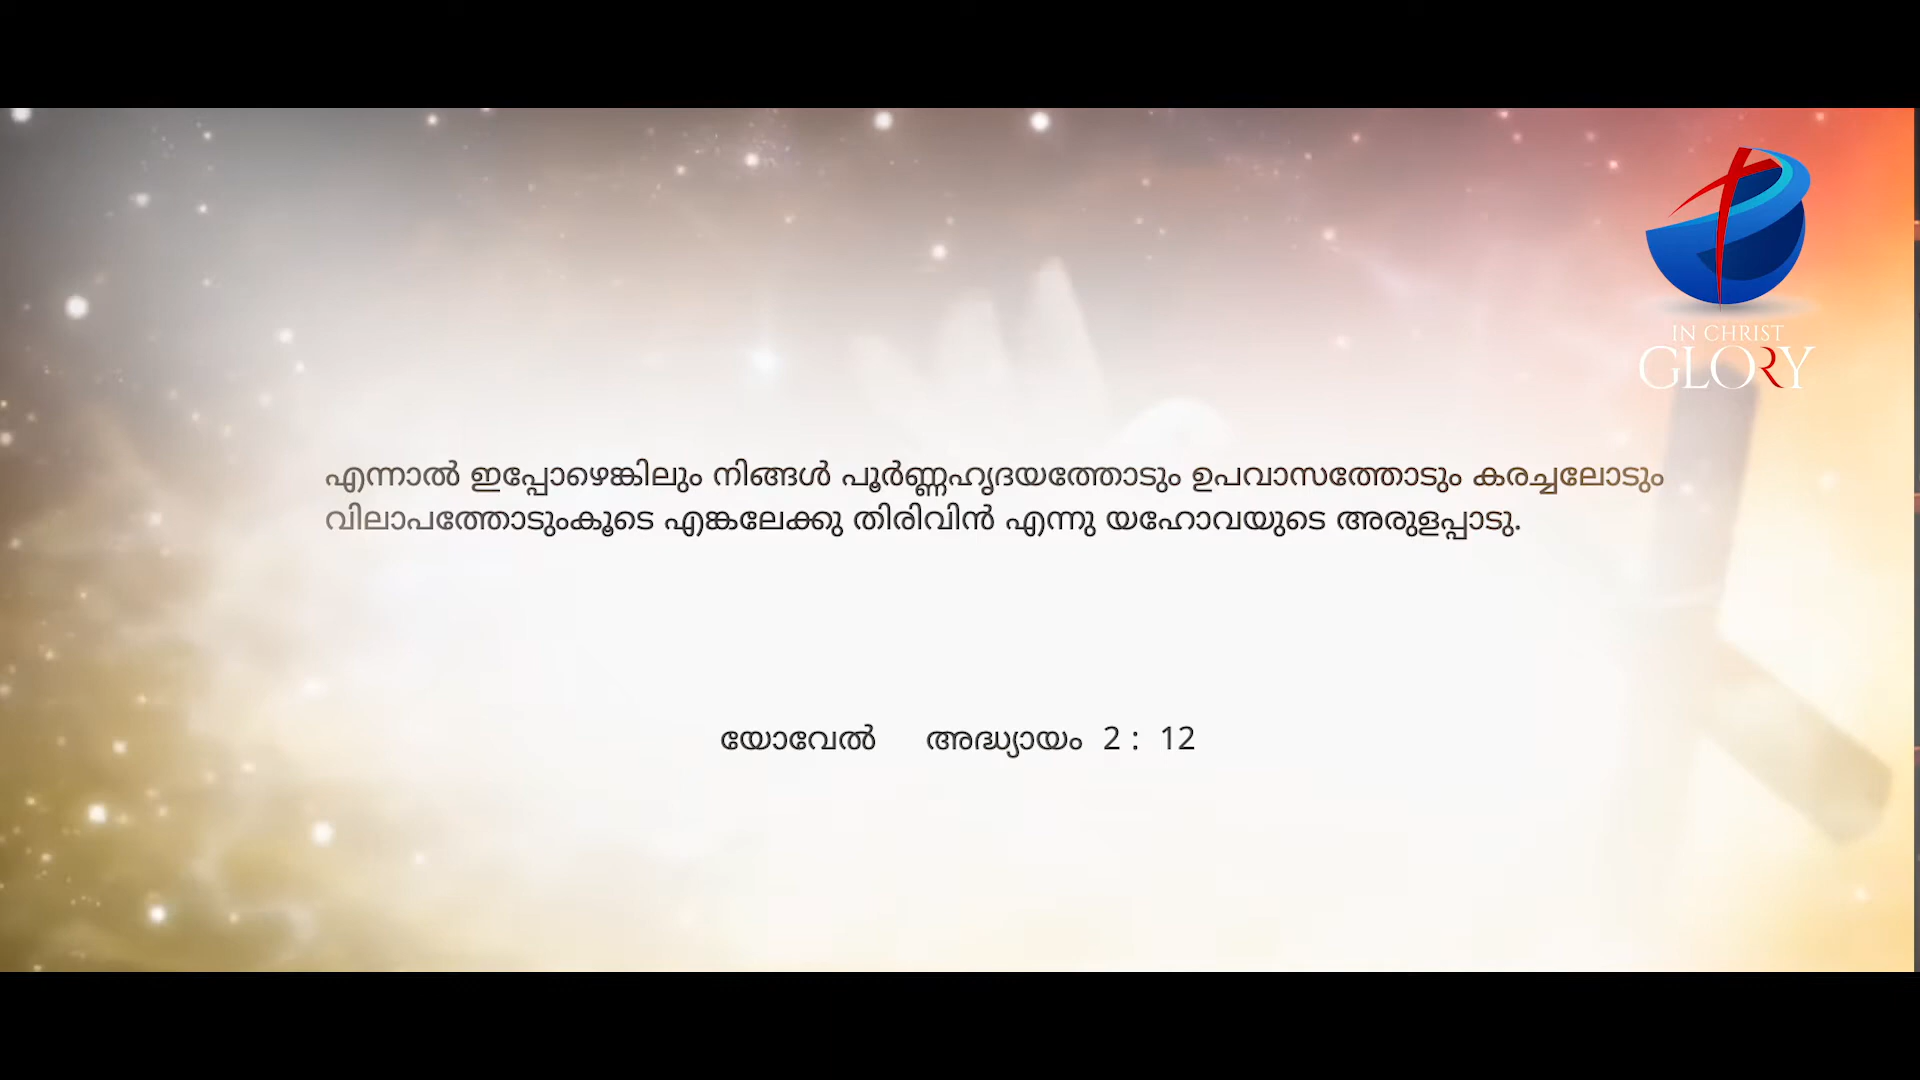 IN CHRIST
GLORY
എന്നാൽ ഇപ്പോഴെങ്കിലും നിങ്ങൾ പൂർണ്ണഹൃദയത്തോടും ഉപവാസത്തോടും കരച്ചലോടും
വിലാപത്തോടുംകൂടെ എങ്കലേക്കു തിരിവിൻ എന്നു യഹോവയുടെ അരുളപ്പാടു.
യോവേൽ അദ്ധ്യായം 2 : 12